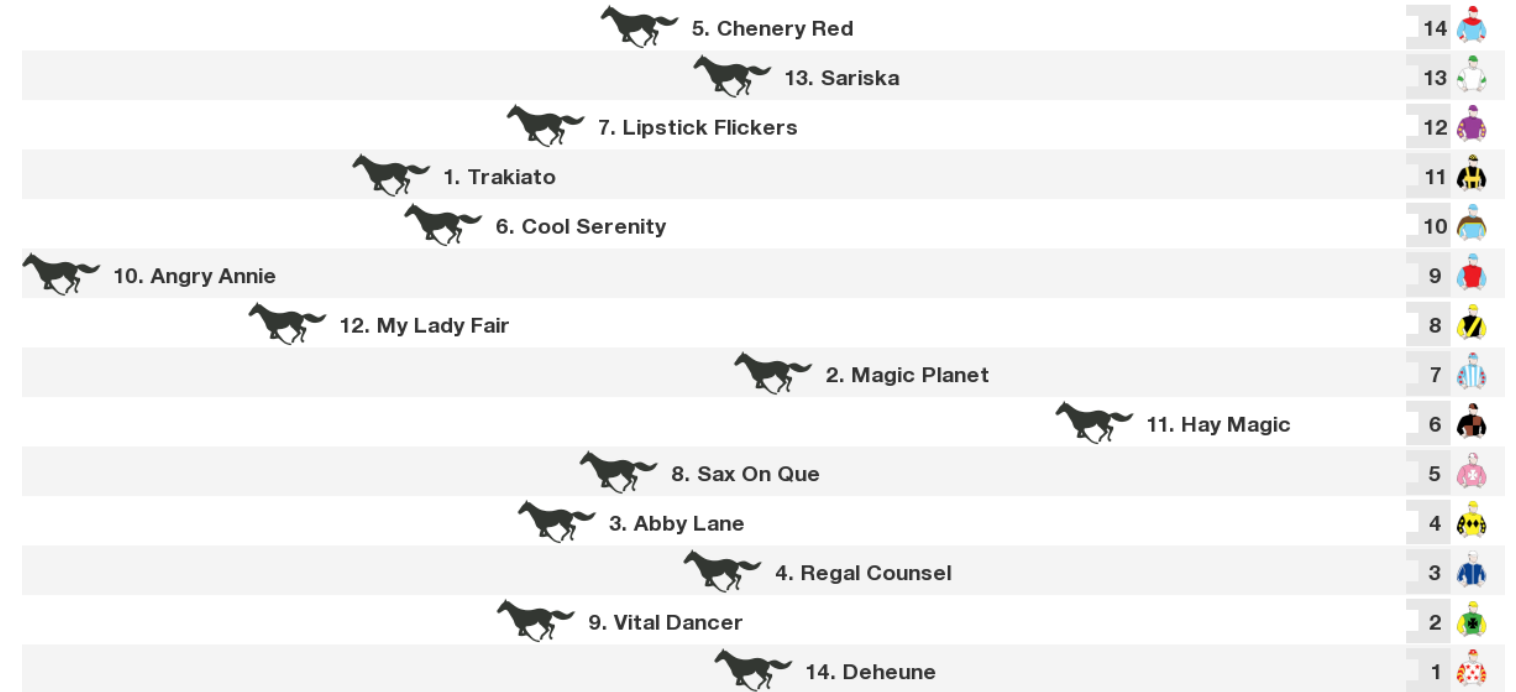 5. Chenery Red 14
13. Sariska 13
7. Lipstick Flickers 12
1. Trakiato 11
6. Cool Serenity 10
10. Angry Annie 9
12. My Lady Fair 8
2. Magic Planet 7
11. Hay Magic 6
8. Sax On Que 5
3. Abby Lane 4
4. Regal Counsel 3
9. Vital Dancer 2
14. Deheune 1